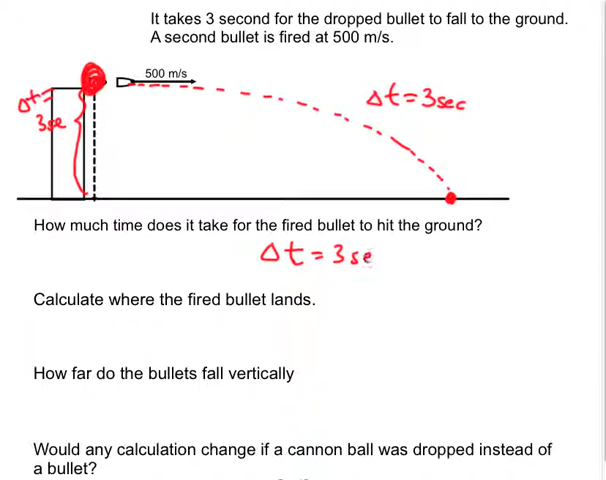 It takes 3 second for the dropped bullet to fall to the ground.
A second bullet is fired at 500 m/s.
500 m/s
Δt=
3se
Δt=3sec
How much time does it take for the fired bullet to hit the ground?
Δt=3se
Calculate where the fired bullet lands.
How far do the bullets fall vertically
Would any calculation change if a cannon ball was dropped instead of
a bullet?